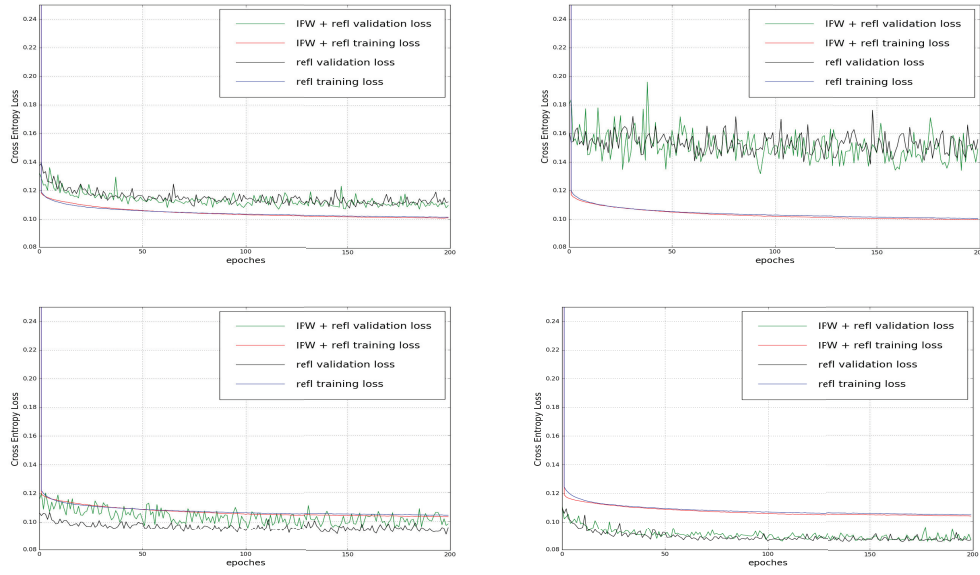 IFW + refl validation loss
IFW + refl training loss
refl validation loss
refl training loss
0.24
0.22
0.20
0.18
0.16
0.14
0.12
0.10
0.08
Cross Entropy Loss
0
50
100
150
200
epoches
IFW + refl validation loss
IFW + refl training loss
refl validation loss
refl training loss
0.24
0.22
0.20
0.18
0.16
0.14
0.12
0.10
0.08
Cross Entropy Loss
0
50
100
150
200
epoches
IFW + refl validation loss
IFW + refl training loss
refl validation loss
refl training loss
0.24
0.22
0.20
0.18
0.16
0.14
0.12
0.10
0.08
Cross Entropy Loss
0
50
100
150
200
epoches
IFW + refl validation loss
IFW + refl training loss
refl validation loss
refl training loss
0.24
0.22
0.20
0.18
0.16
0.14
0.12
0.10
0.08
Cross Entropy Loss
0
50
100
150
200
epoches